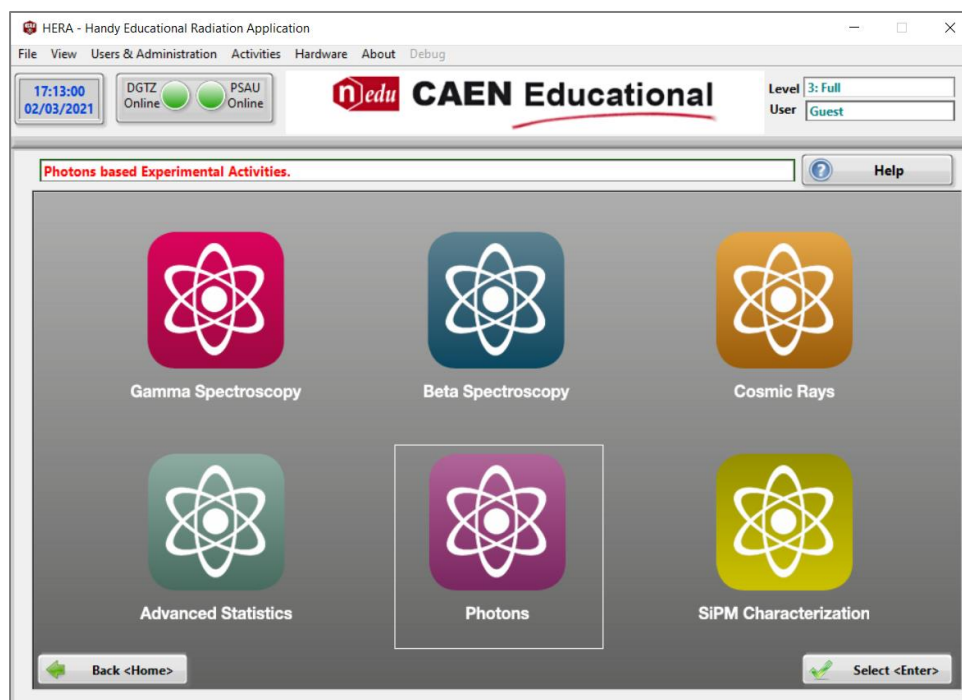 HERA - Handy Educational Radiation Application
File View Users & Administration Activities Hardware About Debug
17:13:00
02/03/2021
DGTZ
Online
PSAU
Online
n edu CAEN Educational
Level 3: Full
User Guest
Photons based Experimental Activities.
Help
Gamma Spectroscopy
Beta Spectroscopy
Cosmic Rays
Advanced Statistics
Photons
SiPM Characterization
Back <Home>
Select <Enter>